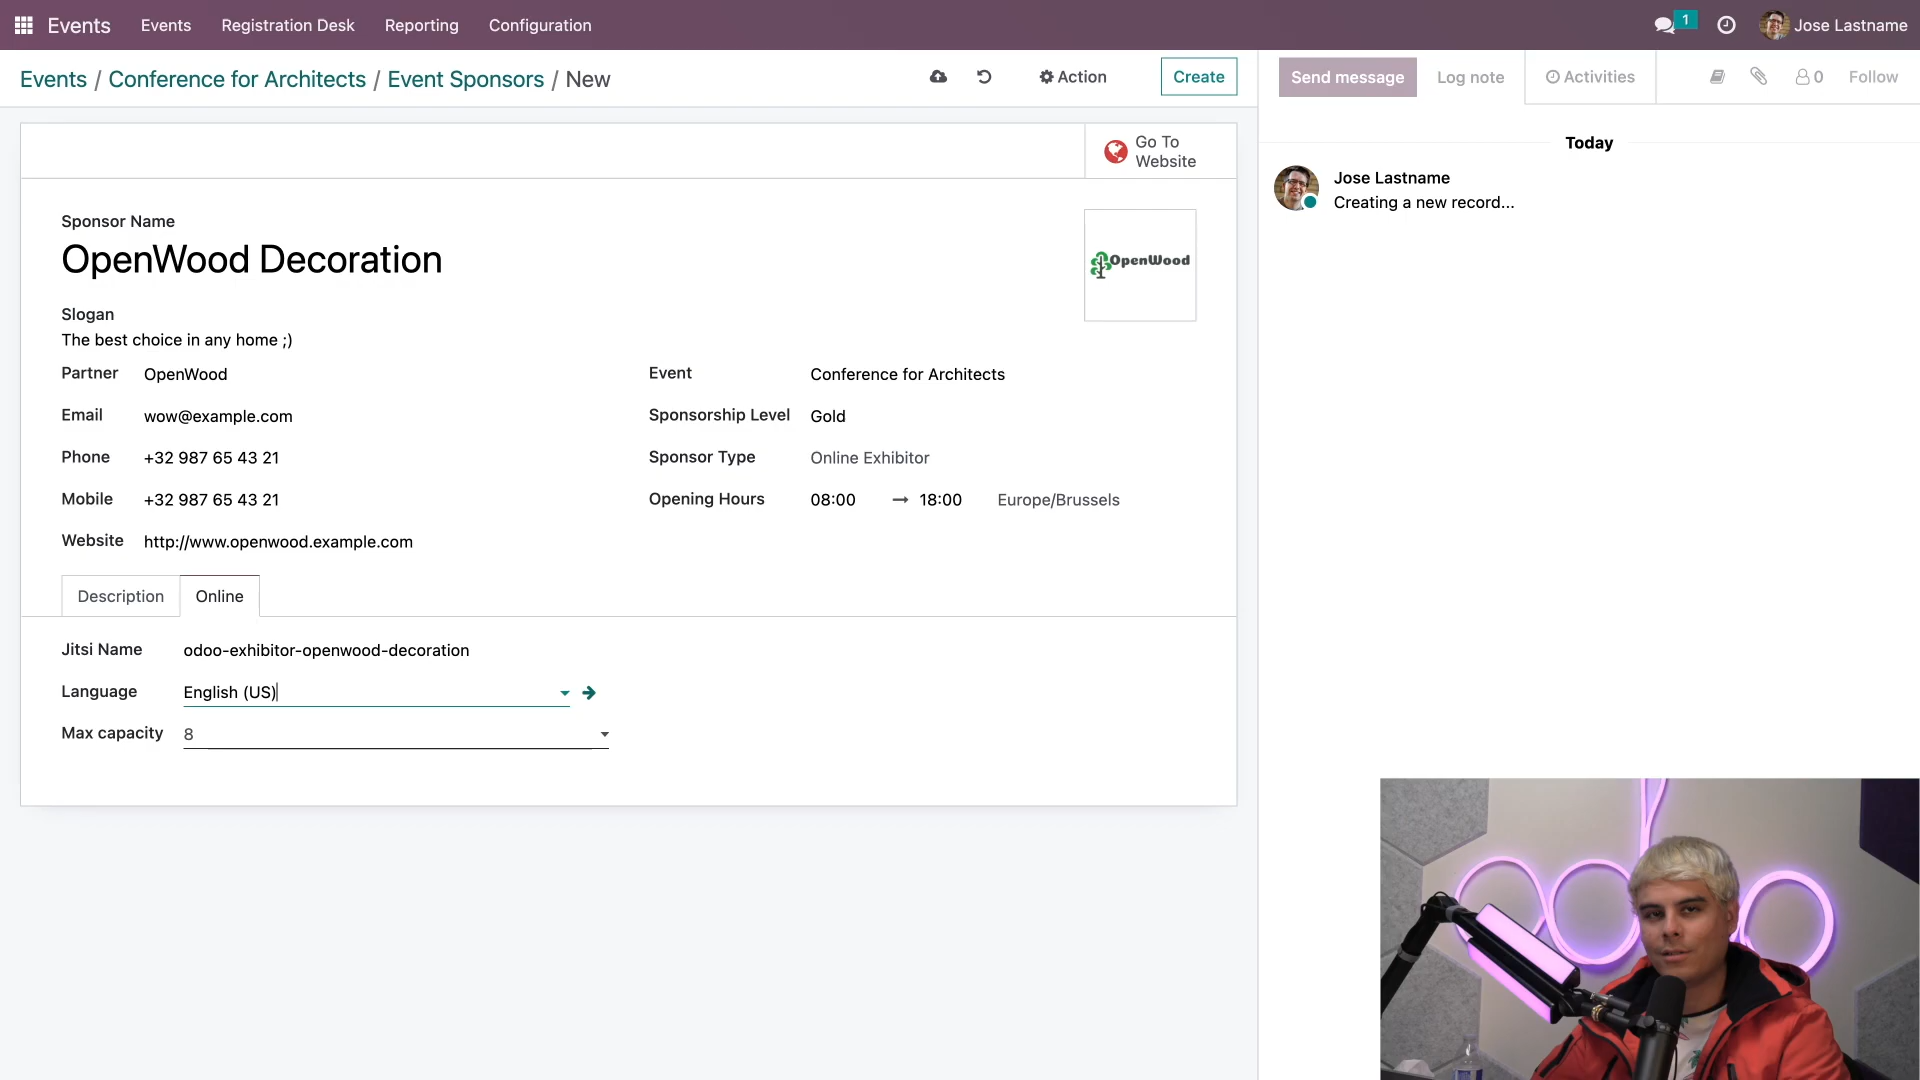 Events Events Registration Desk Reporting Configuration 1 Jose Lastname
Events / Conference for Architects / Event Sponsors / New Action Create
Send message Log note Activities 0 Follow
Go To
Website
Sponsor Name
OpenWood Decoration
OpenWood
Slogan
The best choice in any home ;)
Partner OpenWood
Email wow@example.com
Phone +32 987 65 43 21
Mobile +32 987 65 43 21
Website http://www.openwood.example.com
Event Conference for Architects
Sponsorship Level Gold
Sponsor Type Online Exhibitor
Opening Hours 08:00 → 18:00 Europe/Brussels
Description Online
Jitsi Name odoo-exhibitor-openwood-decoration
Language English (US)
Max capacity 8
Today
Jose Lastname
Creating a new record...
odoo